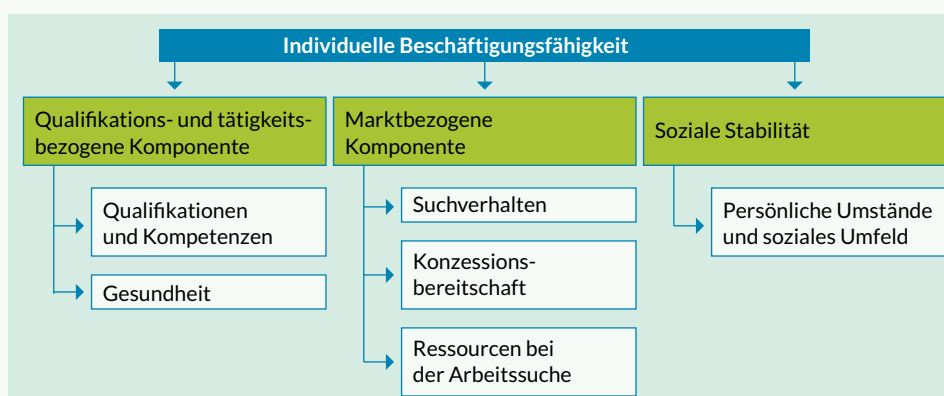 Individuelle Beschäftigungsfähigkeit
Qualifikations- und tätigkeits-
bezogene Komponente
Qualifikationen
und Kompetenzen
Gesundheit
Marktbezogene
Komponente
Suchverhalten
Konzessions-
bereitschaft
Ressourcen bei
der Arbeitssuche
Soziale Stabilität
Persönliche Umstände
und soziales Umfeld